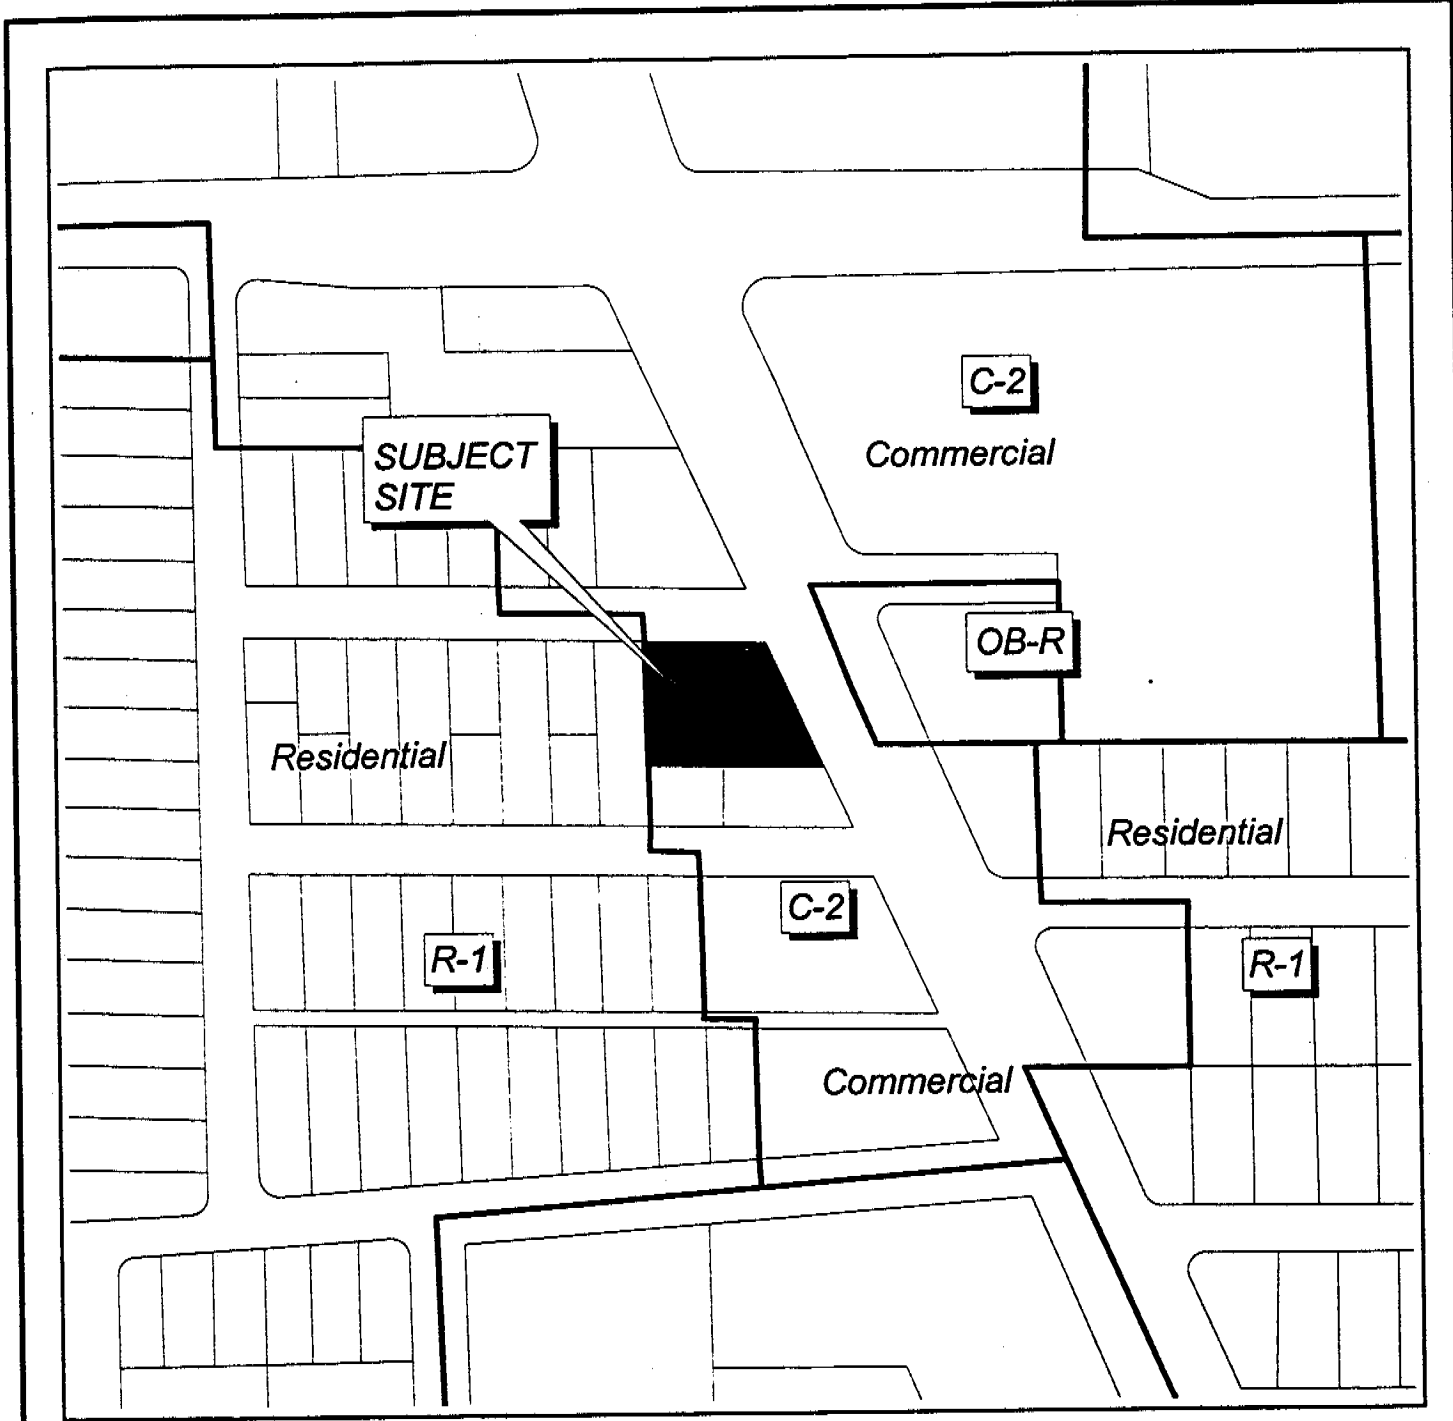 C-2
Commercial
SUBJECT
SITE
OB-R
Residential
Residential
C-2
R-1
R-1
Commercial